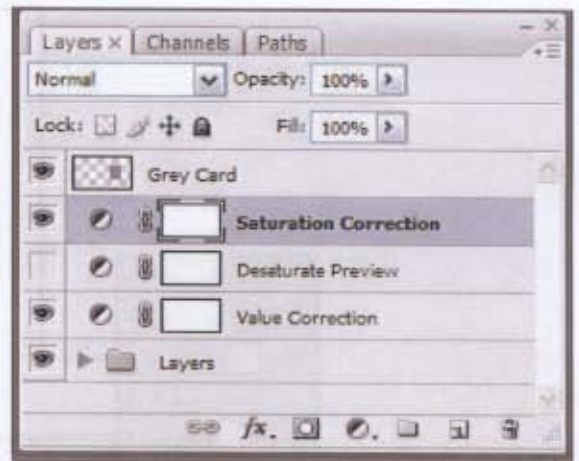 Layers × Channels Paths
Normal Opacity: 100%
Lock: Fill: 100%
Grey Card
Saturation Correction
Desaturate Preview
Value Correction
Layers
fx.